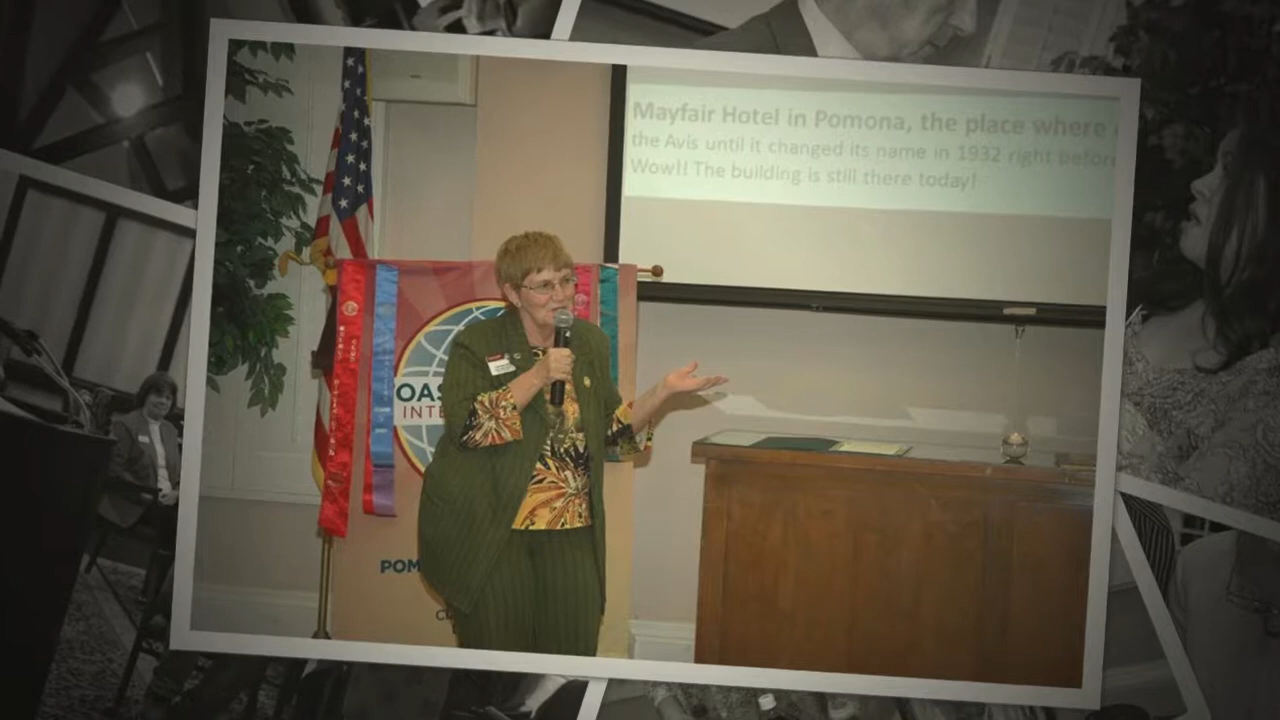 Mayfair Hotel in Pomona, the place where
the Avis until it changed its name in 1932 right before
Wow!! The building is still there today!
OAS
INTE
POM